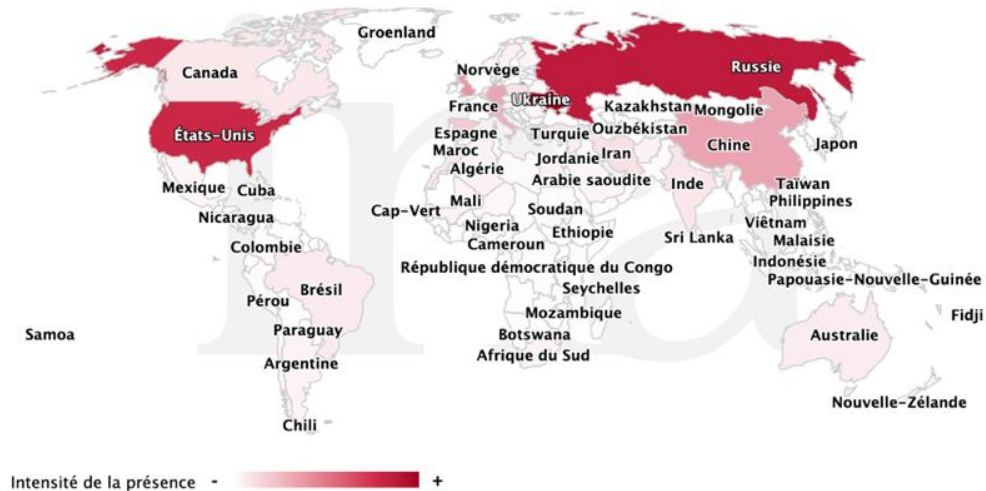 Groenland
Canada
Norvège
Russie
France
Ukraine
Kazakhstan
Mongolie
États-Unis
Espagne
Turquie
Ouzbékistan
Maroc
Chine
Japon
Algérie
Jordanie
Iran
Mexique
Cuba
Mali
Arabie saoudite
Inde
Taïwan
Cap-Vert
Soudan
Philippines
Nicaragua
Nigeria
Ethiopie
Viêtnam
Colombie
Cameroun
Sri Lanka
Malaisie
République démocratique du Congo
Indonésie
Brésil
Seychelles
Papouasie-Nouvelle-Guinée
Pérou
Mozambique
Fidji
Samoa
Paraguay
Botswana
Australie
Argentine
Afrique du Sud
Nouvelle-Zélande
Chili
Intensité de la présence - +
ina